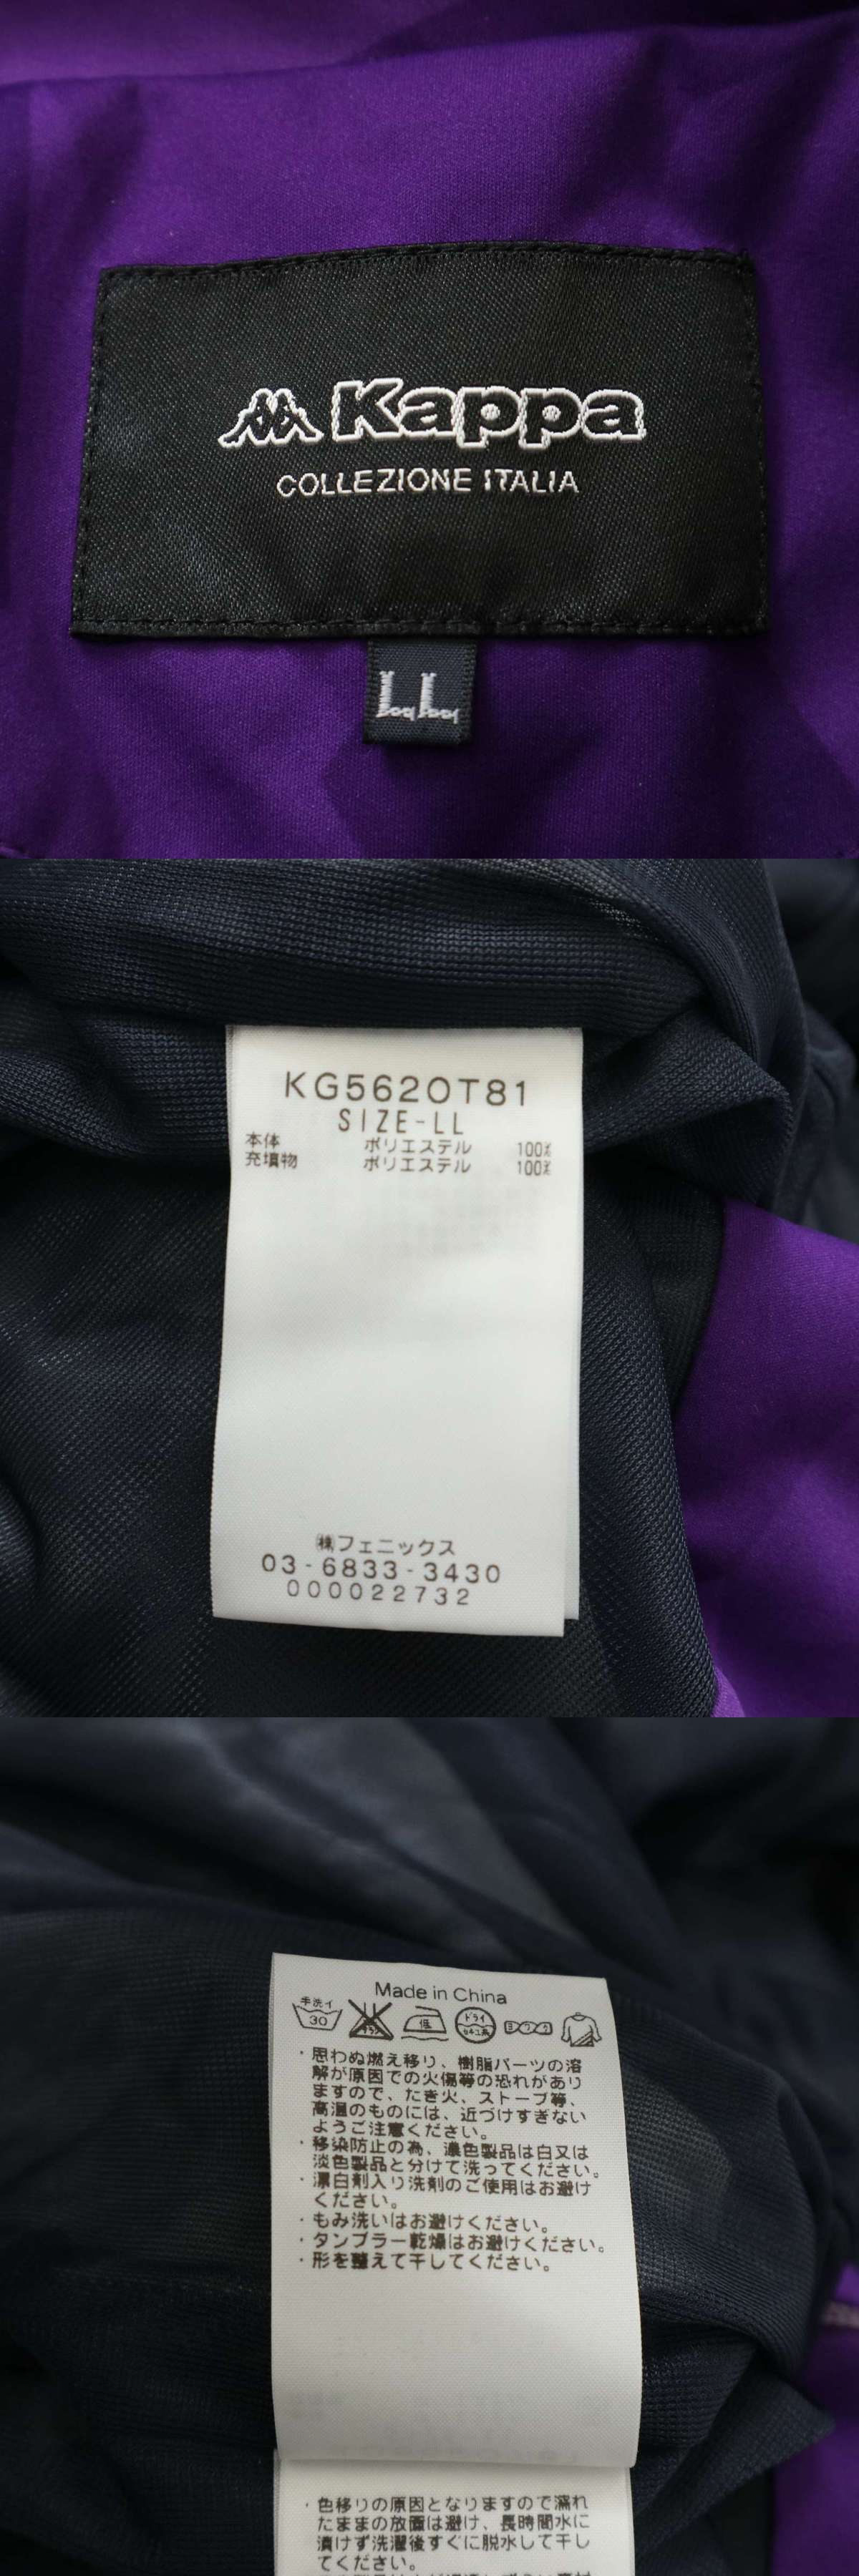 Kappa
COLLEZIONE ITALIA
LL
KG562OT81
SIZE-LL
本体 ポリエステル 100%
充填物 ポリエステル 100%
㈱フェニックス
03-6833-3430
000022732
Made in China
手洗イ
30
低
ドライ
セキユ系
・思わぬ燃え移り、樹脂パーツの溶
解が原因での火傷等の恐れがあり
ますので、たき火、ストーブ等、
高温のものには、近づけすぎない
ようご注意ください。
・移染防止の為、濃色製品は白又は
淡色製品と分けて洗ってください。
・漂白剤入り洗剤のご使用はお避け
ください。
・もみ洗いはお避けください。
・タンブラー乾燥はお避けください。
・形を整えて干してください。
・色移りの原因となりますので濡れ
たままの放置は避け、長時間水に
漬けず洗濯後すぐに脱水して干し
てください。